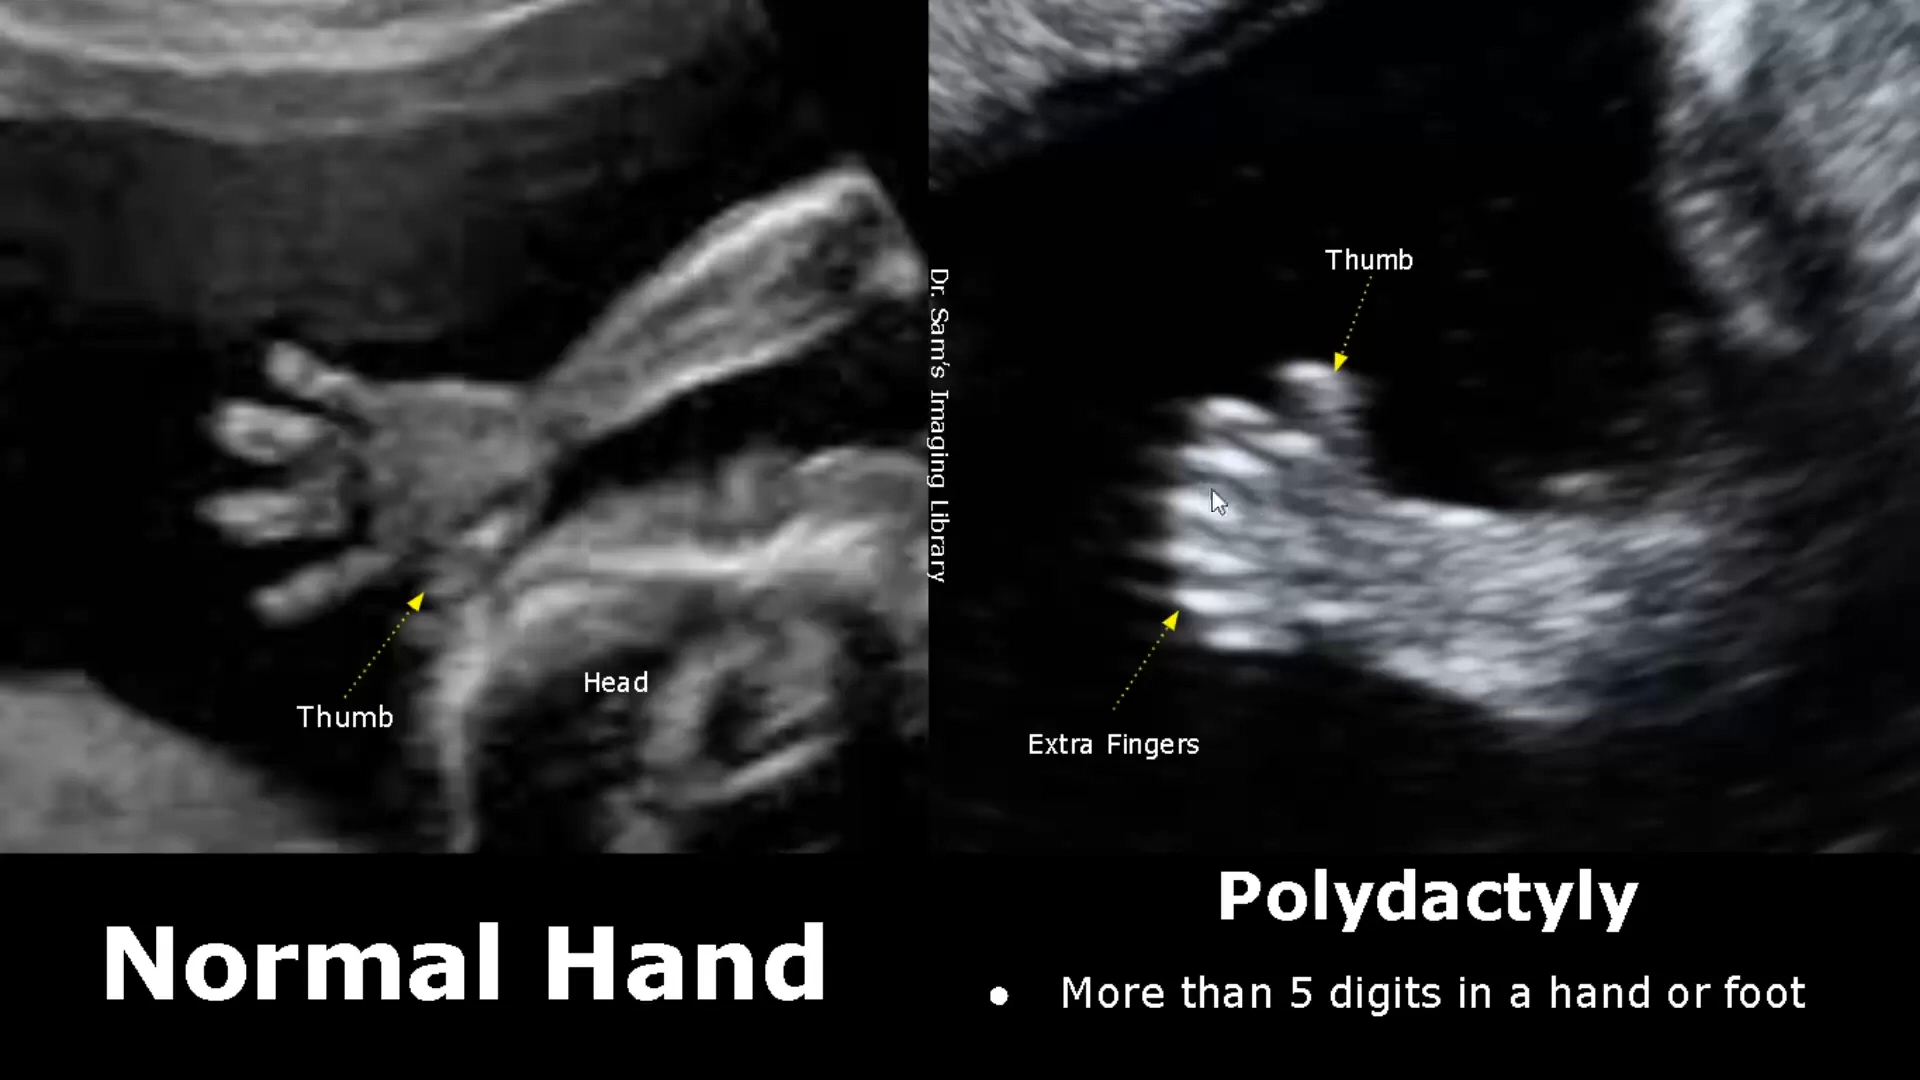 Thumb
Head
Normal Hand
Dr. Sam's Imaging Library
Thumb
Extra Fingers
Polydactyly
• More than 5 digits in a hand or foot